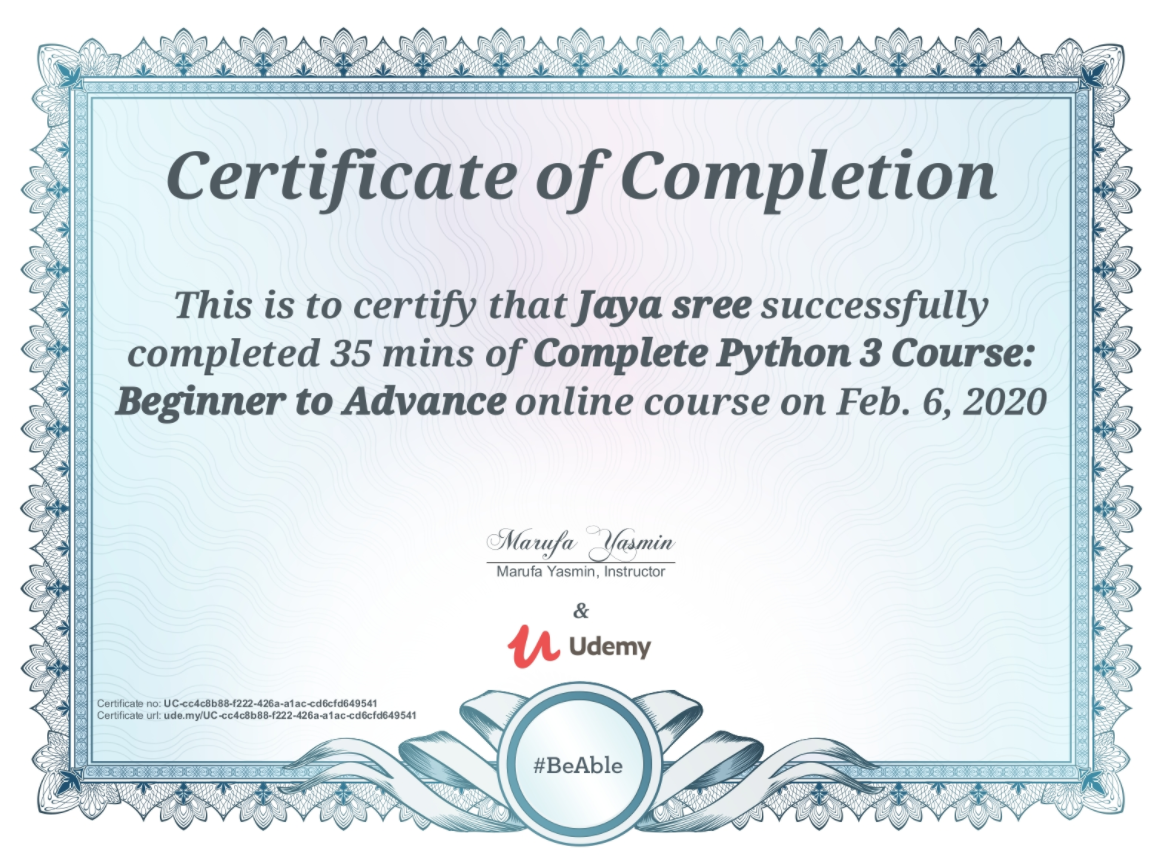 Certificate of Completion
This is to certify that Jaya sree successfully
completed 35 mins of Complete Python 3 Course:
Beginner to Advance online course on Feb. 6, 2020
Marufa Yasmin
Marufa Yasmin, Instructor
&
Udemy
Certificate no: UC-cc4c8b88-f222-426a-a1ac-cd6cfd649541
Certificate url: ude.my/UC-cc4c8b88-f222-426a-a1ac-cd6cfd649541
#BeAble